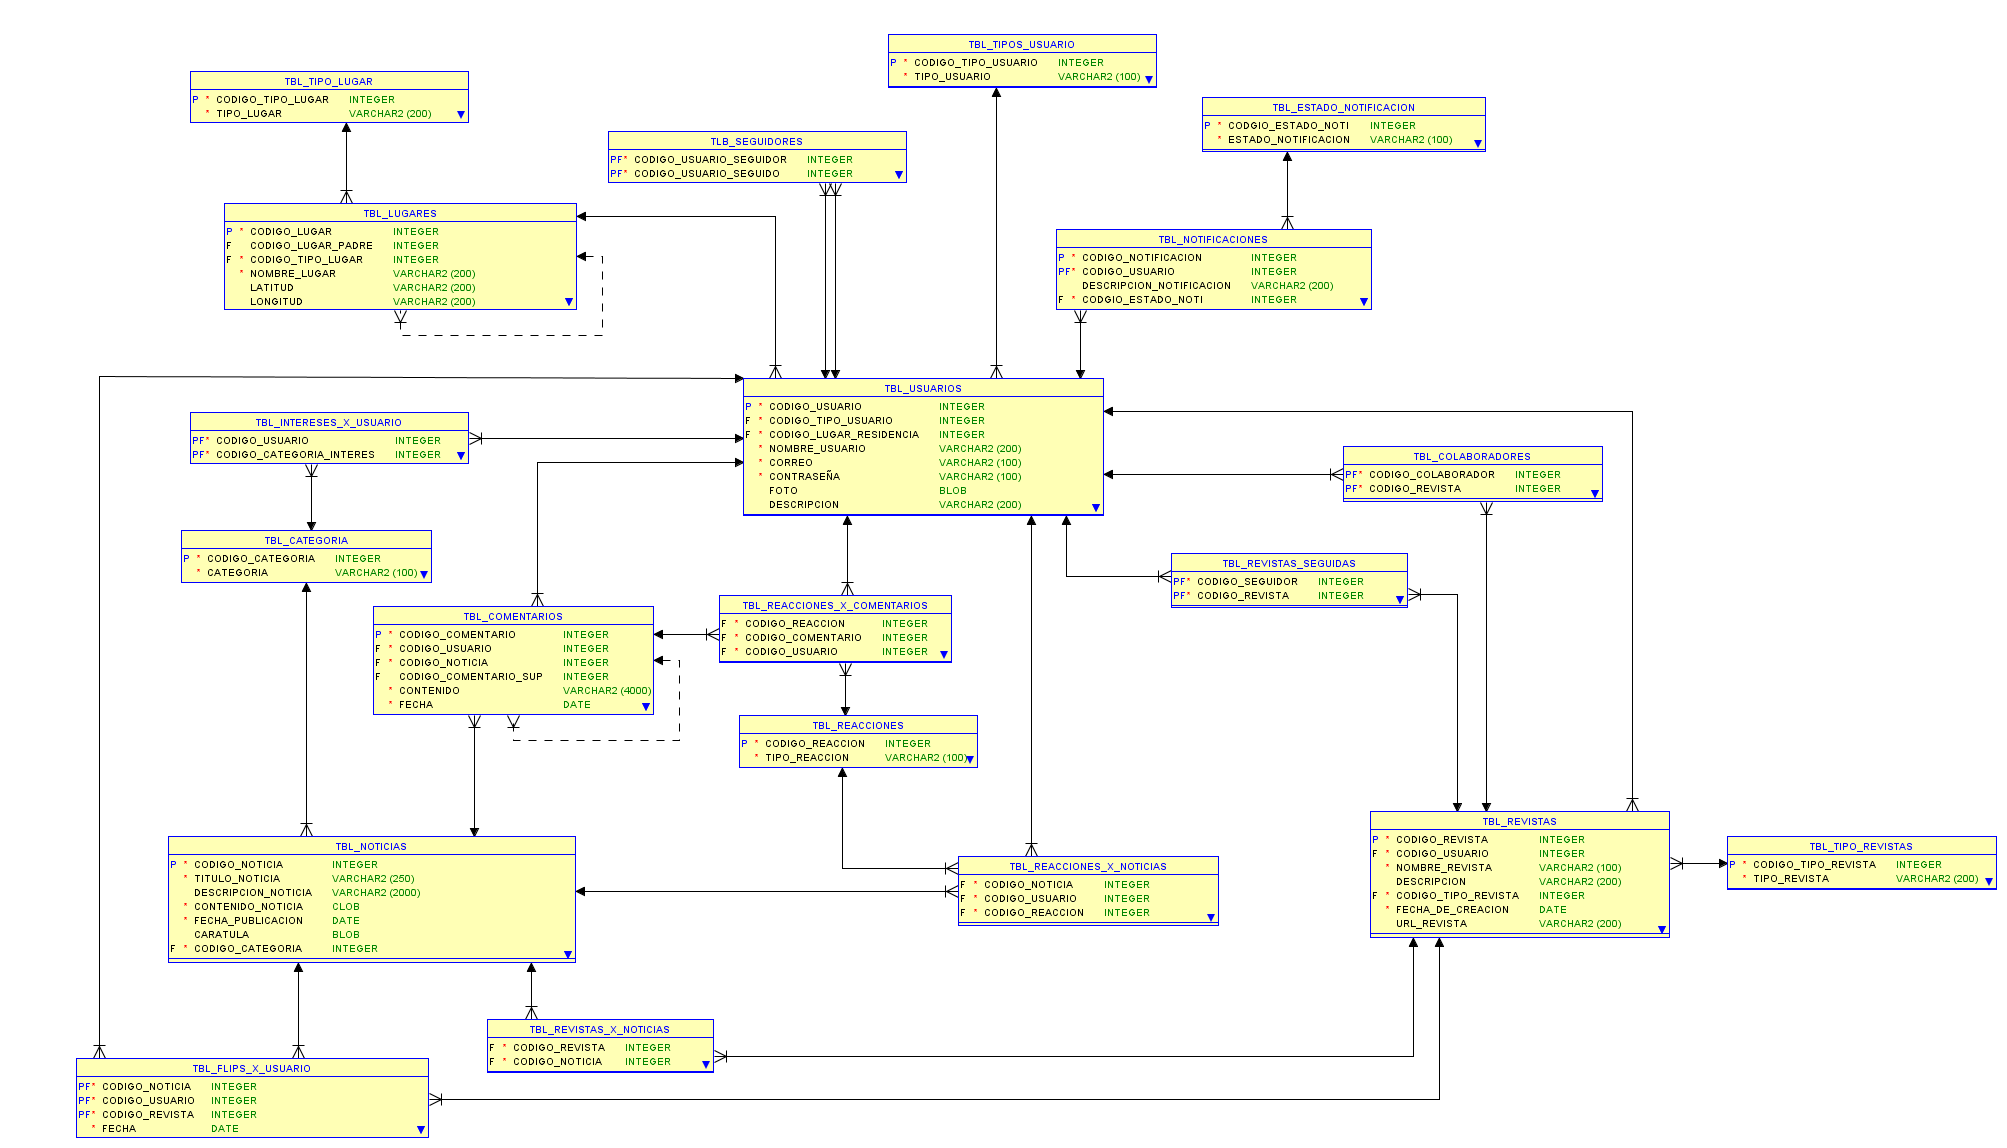 TBL_TIPOS_USUARIO
P * CODIGO_TIPO_USUARIO INTEGER
* TIPO_USUARIO VARCHAR2 (100)
TBL_TIPO_LUGAR
P * CODIGO_TIPO_LUGAR INTEGER
* TIPO_LUGAR VARCHAR2 (200)
TBL_ESTADO_NOTIFICACION
P * CODGIO_ESTADO_NOTI INTEGER
* ESTADO_NOTIFICACION VARCHAR2 (100)
TLB_SEGUIDORES
PF* CODIGO_USUARIO_SEGUIDOR INTEGER
PF* CODIGO_USUARIO_SEGUIDO INTEGER
TBL_LUGARES
P * CODIGO_LUGAR INTEGER
F CODIGO_LUGAR_PADRE INTEGER
F * CODIGO_TIPO_LUGAR INTEGER
* NOMBRE_LUGAR VARCHAR2 (200)
LATITUD VARCHAR2 (200)
LONGITUD VARCHAR2 (200)
TBL_NOTIFICACIONES
P * CODIGO_NOTIFICACION INTEGER
PF* CODIGO_USUARIO INTEGER
DESCRIPCION_NOTIFICACION VARCHAR2 (200)
F * CODGIO_ESTADO_NOTI INTEGER
TBL_USUARIOS
P * CODIGO_USUARIO INTEGER
F * CODIGO_TIPO_USUARIO INTEGER
F * CODIGO_LUGAR_RESIDENCIA INTEGER
* NOMBRE_USUARIO VARCHAR2 (200)
* CORREO VARCHAR2 (100)
* CONTRASEÑA VARCHAR2 (100)
FOTO BLOB
DESCRIPCION VARCHAR2 (200)
TBL_INTERESES_X_USUARIO
PF* CODIGO_USUARIO INTEGER
PF* CODIGO_CATEGORIA_INTERES INTEGER
TBL_COLABORADORES
PF* CODIGO_COLABORADOR INTEGER
PF* CODIGO_REVISTA INTEGER
TBL_CATEGORIA
P * CODIGO_CATEGORIA INTEGER
* CATEGORIA VARCHAR2 (100)
TBL_REVISTAS_SEGUIDAS
PF* CODIGO_SEGUIDOR INTEGER
PF* CODIGO_REVISTA INTEGER
TBL_COMENTARIOS
P * CODIGO_COMENTARIO INTEGER
F * CODIGO_USUARIO INTEGER
F * CODIGO_NOTICIA INTEGER
F CODIGO_COMENTARIO_SUP INTEGER
* CONTENIDO VARCHAR2 (4000)
* FECHA DATE
TBL_REACCIONES_X_COMENTARIOS
F * CODIGO_REACCION INTEGER
F * CODIGO_COMENTARIO INTEGER
F * CODIGO_USUARIO INTEGER
TBL_REACCIONES
P * CODIGO_REACCION INTEGER
* TIPO_REACCION VARCHAR2 (100)
TBL_NOTICIAS
P * CODIGO_NOTICIA INTEGER
* TITULO_NOTICIA VARCHAR2 (250)
DESCRIPCION_NOTICIA VARCHAR2 (2000)
* CONTENIDO_NOTICIA CLOB
* FECHA_PUBLICACION DATE
CARATULA BLOB
F * CODIGO_CATEGORIA INTEGER
TBL_REACCIONES_X_NOTICIAS
F * CODIGO_NOTICIA INTEGER
F * CODIGO_USUARIO INTEGER
F * CODIGO_REACCION INTEGER
TBL_REVISTAS
P * CODIGO_REVISTA INTEGER
F * CODIGO_USUARIO INTEGER
* NOMBRE_REVISTA VARCHAR2 (100)
DESCRIPCION VARCHAR2 (200)
F * CODIGO_TIPO_REVISTA INTEGER
* FECHA_DE_CREACION DATE
URL_REVISTA VARCHAR2 (200)
TBL_TIPO_REVISTAS
P * CODIGO_TIPO_REVISTA INTEGER
* TIPO_REVISTA VARCHAR2 (200)
TBL_REVISTAS_X_NOTICIAS
F * CODIGO_REVISTA INTEGER
F * CODIGO_NOTICIA INTEGER
TBL_FLIPS_X_USUARIO
PF* CODIGO_NOTICIA INTEGER
PF* CODIGO_USUARIO INTEGER
PF* CODIGO_REVISTA INTEGER
* FECHA DATE